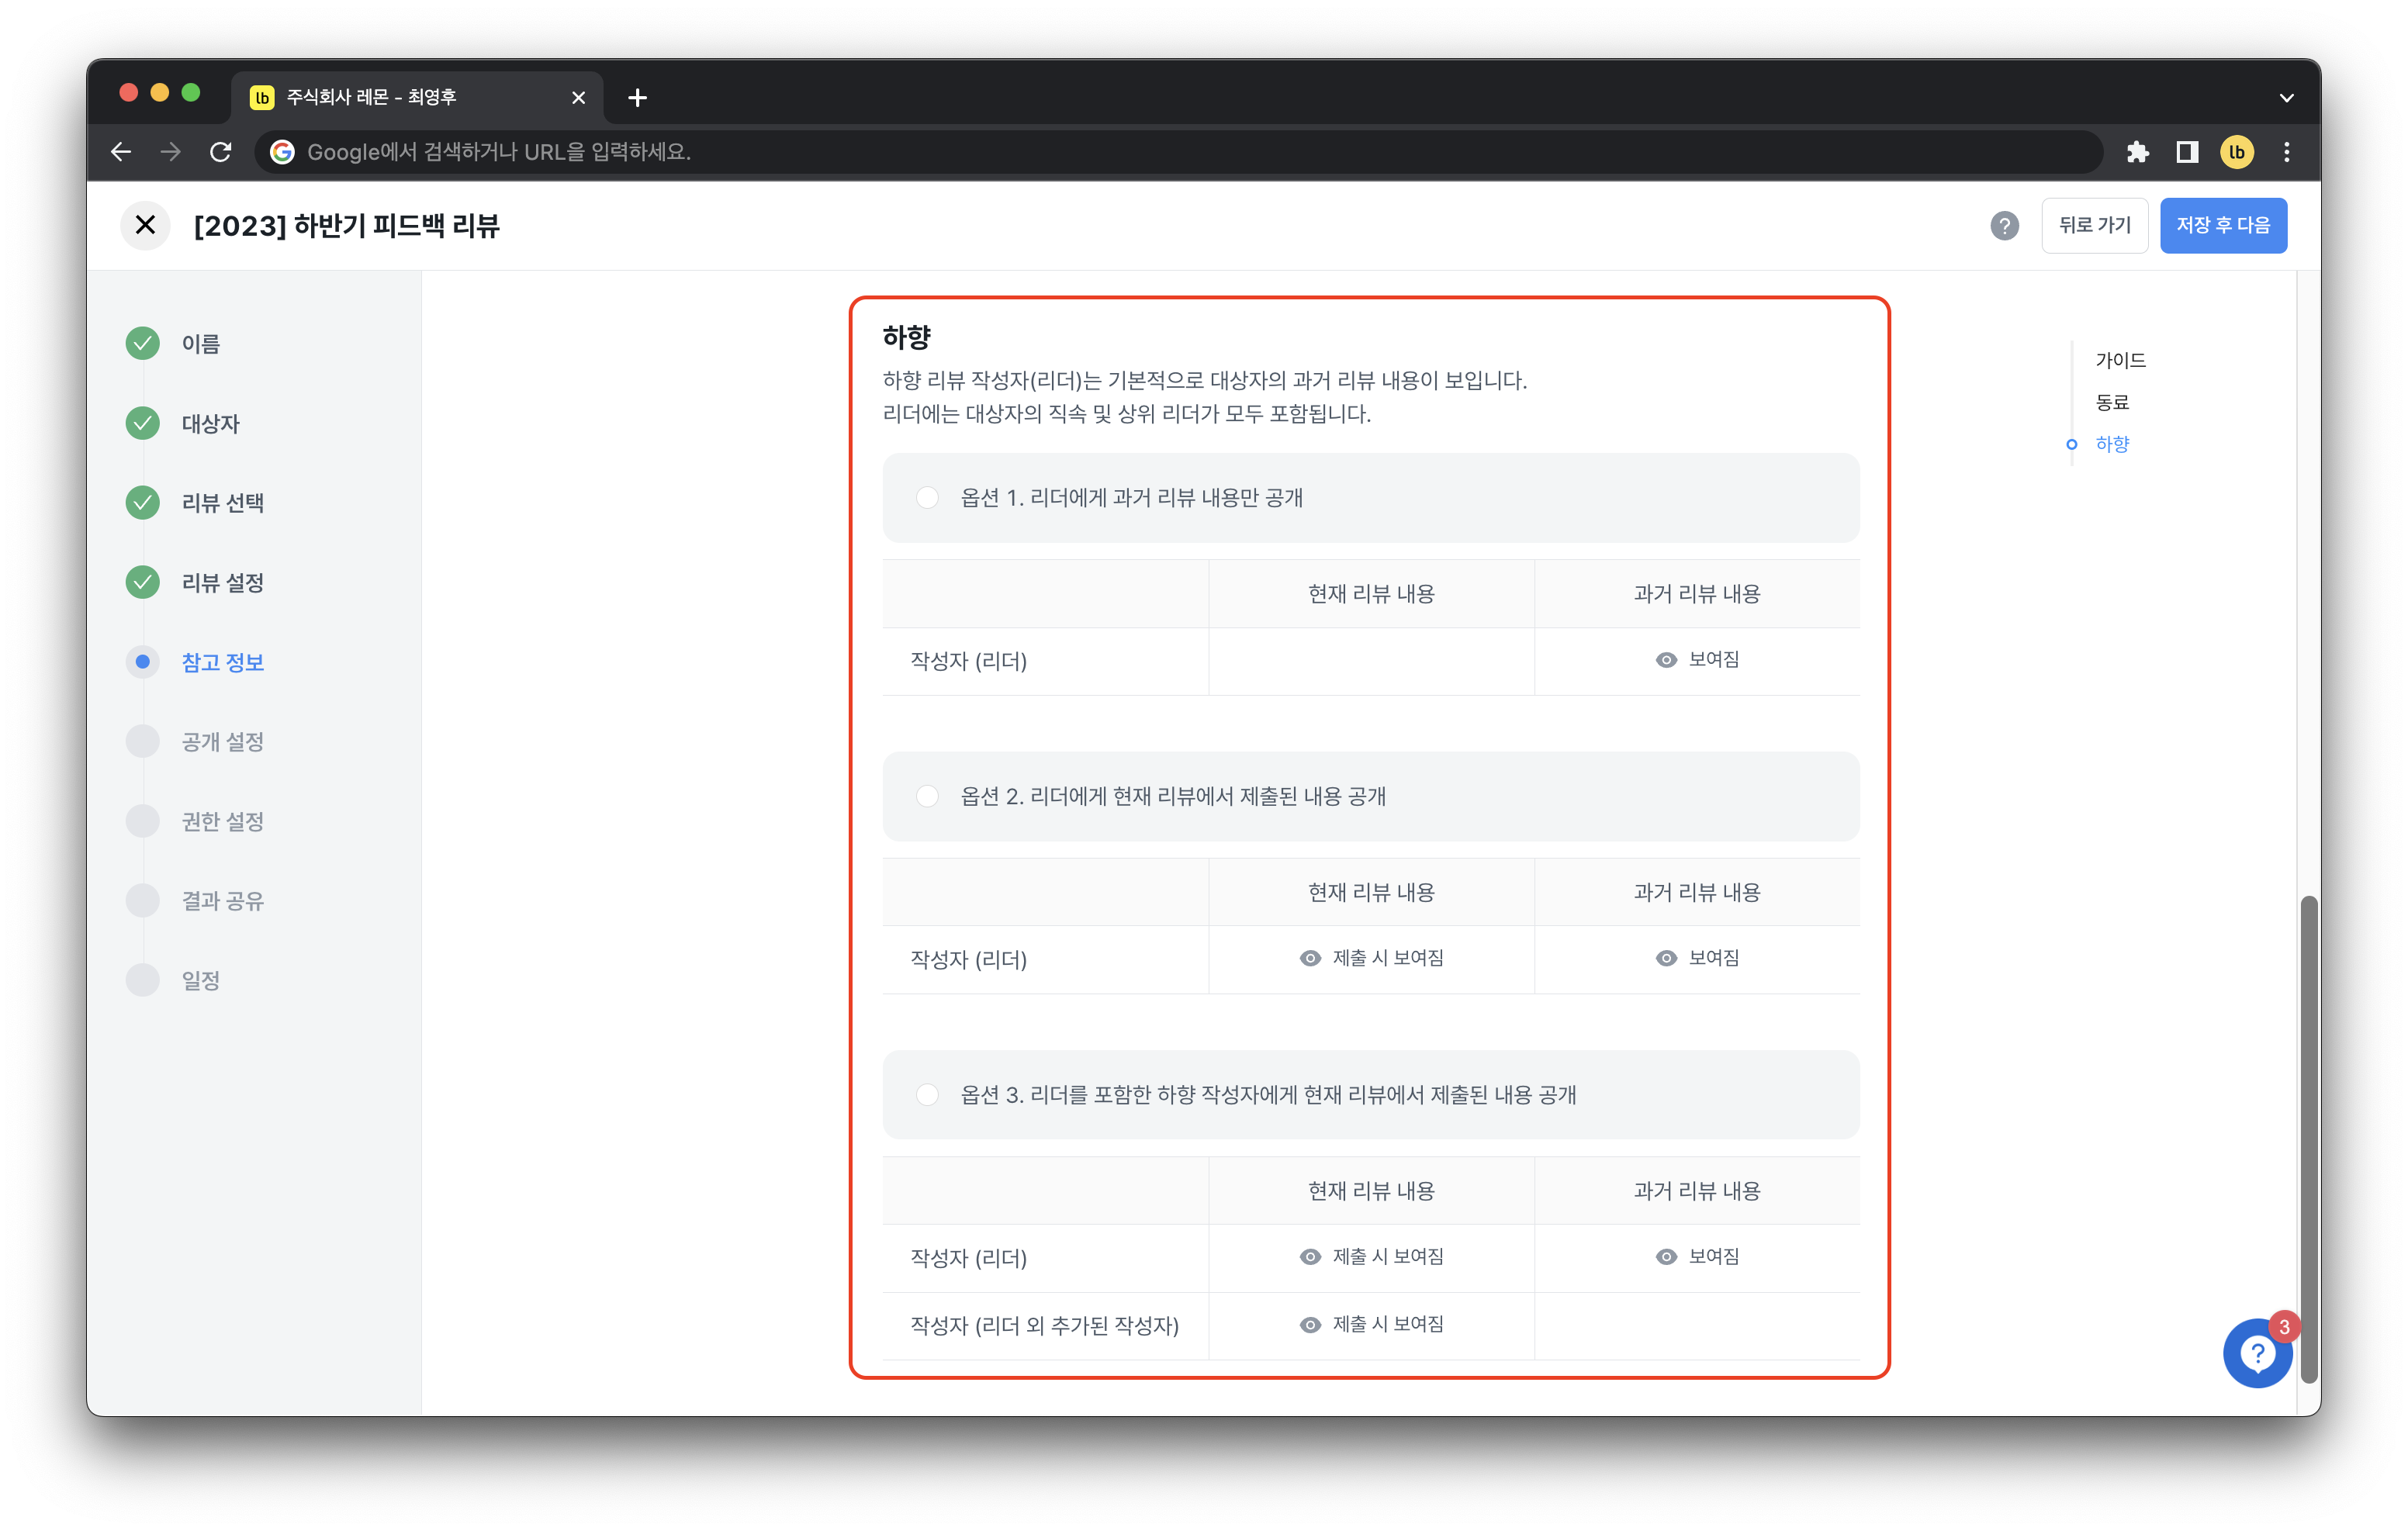 lb 주식회사 레몬 - 최영후
Google에서 검색하거나 URL을 입력하세요.
lb
[2023] 하반기 피드백 리뷰
?
뒤로 가기
저장 후 다음
이름
대상자
리뷰 선택
리뷰 설정
참고 정보
공개 설정
권한 설정
결과 공유
일정
하향
하향 리뷰 작성자(리더)는 기본적으로 대상자의 과거 리뷰 내용이 보입니다.
리더에는 대상자의 직속 및 상위 리더가 모두 포함됩니다.
옵션 1. 리더에게 과거 리뷰 내용만 공개
현재 리뷰 내용 과거 리뷰 내용
작성자 (리더) 보여짐
옵션 2. 리더에게 현재 리뷰에서 제출된 내용 공개
현재 리뷰 내용 과거 리뷰 내용
작성자 (리더) 제출 시 보여짐 보여짐
옵션 3. 리더를 포함한 하향 작성자에게 현재 리뷰에서 제출된 내용 공개
현재 리뷰 내용 과거 리뷰 내용
작성자 (리더) 제출 시 보여짐 보여짐
작성자 (리더 외 추가된 작성자) 제출 시 보여짐
가이드
동료
하향
3
?